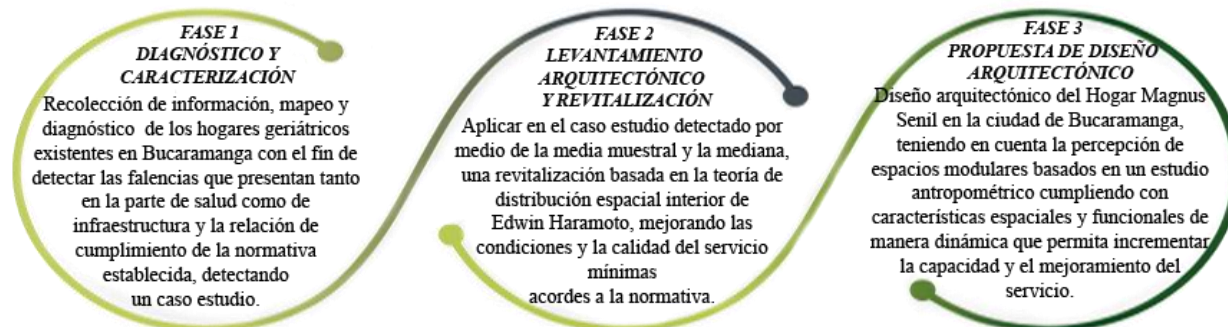 FASE 1
DIAGNÓSTICO Y
CARACTERIZACIÓN
Recolección de información, mapeo y
diagnóstico de los hogares geriátricos
existentes en Bucaramanga con el fin de
detectar las falencias que presentan tanto
en la parte de salud como de
infraestructura y la relación de
cumplimiento de la normativa
establecida, detectando
un caso estudio.
FASE 2
LEVANTAMIENTO
ARQUITECTÓNICO
Y REVITALIZACIÓN
Aplicar en el caso estudio detectado por
medio de la media muestral y la mediana,
una revitalización basada en la teoría de
distribución espacial interior de
Edwin Haramoto, mejorando las
condiciones y la calidad del servicio
mínimas
acordes a la normativa.
FASE 3
PROPUESTA DE DISEÑO
ARQUITECTÓNICO
Diseño arquitectónico del Hogar Magnus
Senil en la ciudad de Bucaramanga,
teniendo en cuenta la percepción de
espacios modulares basados en un estudio
antropométrico cumpliendo con
características espaciales y funcionales de
manera dinámica que permita incrementar
la capacidad y el mejoramiento del
servicio.